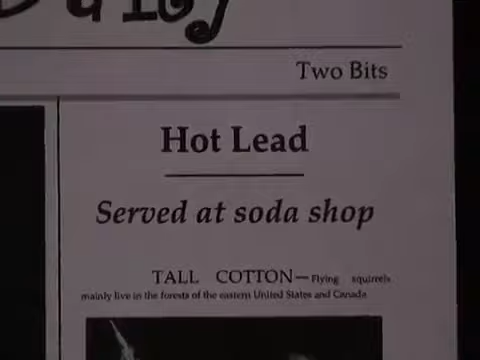 Daily
Two Bits
Hot Lead
Served at soda shop
TALL COTTON—Flying squirrels
mainly live in the forests of the eastern United States and Canada